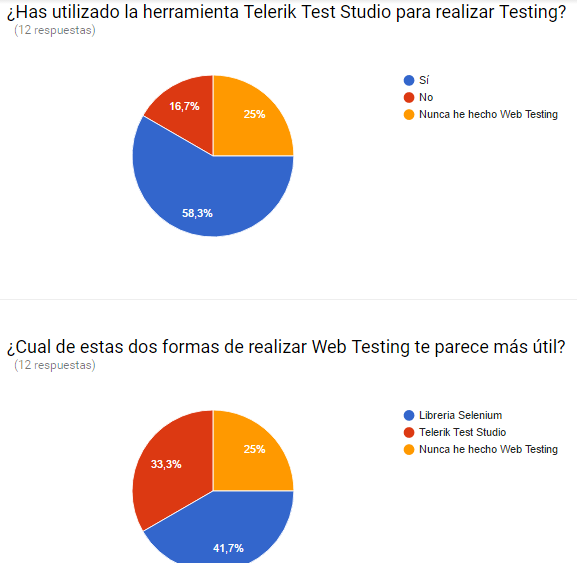 ¿Has utilizado la herramienta Telerik Test Studio para realizar Testing?
(12 respuestas)
Sí
No
Nunca he hecho Web Testing
16,7%
25%
58,3%
¿Cual de estas dos formas de realizar Web Testing te parece más útil?
(12 respuestas)
Libreria Selenium
Telerik Test Studio
Nunca he hecho Web Testing
25%
33,3%
41,7%